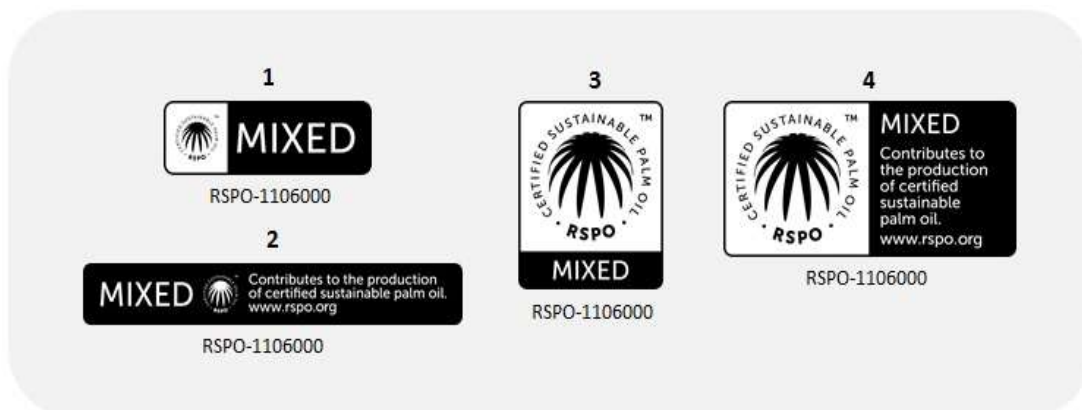 1
MIXED
RSPO-1106000
2
MIXED
Contributes to the production
of certified sustainable palm oil.
www.rspo.org
RSPO-1106000
3
CERTIFIED SUSTAINABLE PALM OIL ™
RSPO
MIXED
RSPO-1106000
4
CERTIFIED SUSTAINABLE PALM OIL ™
RSPO
MIXED
Contributes to
the production
of certified
sustainable
palm oil.
www.rspo.org
RSPO-1106000